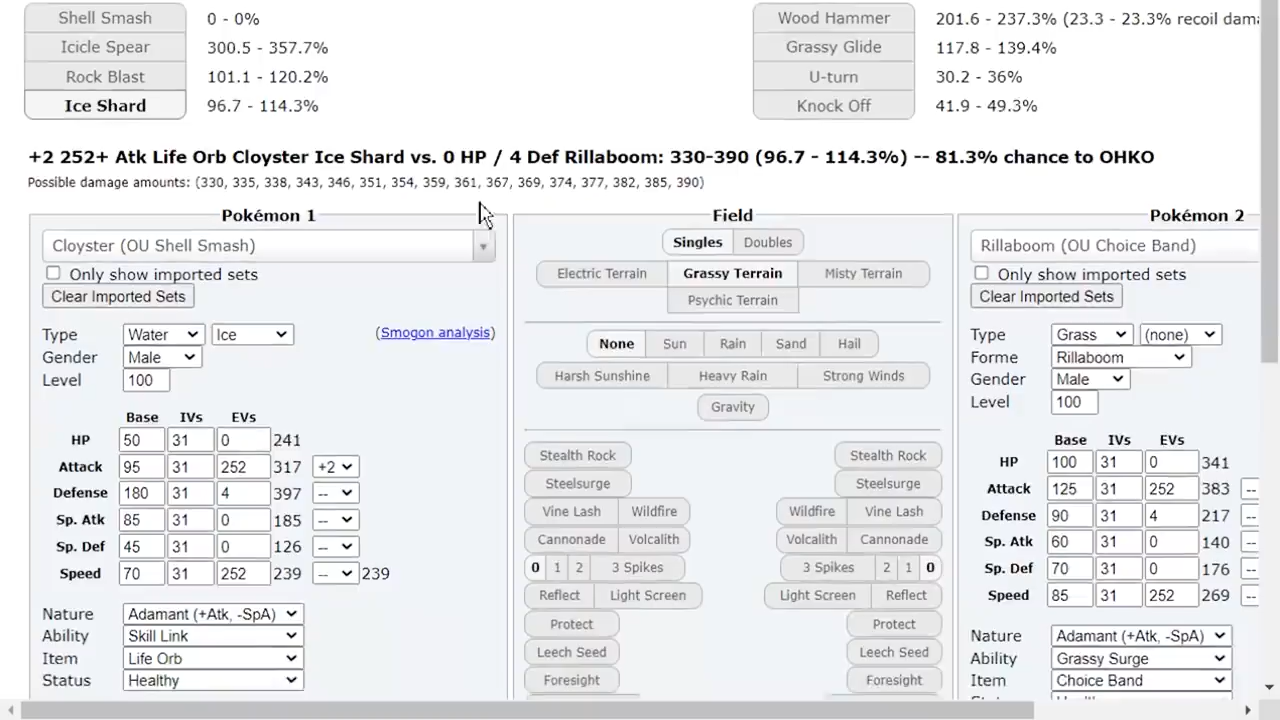 Shell Smash 0 - 0% Wood Hammer 201.6 - 237.3% (23.3 - 23.3% recoil dama
Icicle Spear 300.5 - 357.7% Grassy Glide 117.8 - 139.4%
Rock Blast 101.1 - 120.2% U-turn 30.2 - 36%
Ice Shard 96.7 - 114.3% Knock Off 41.9 - 49.3%
+2 252+ Atk Life Orb Cloyster Ice Shard vs. 0 HP / 4 Def Rillaboom: 330-390 (96.7 - 114.3%) -- 81.3% chance to OHKO
Possible damage amounts: (330, 335, 338, 343, 346, 351, 354, 359, 361, 367, 369, 374, 377, 382, 385, 390)
Pokémon 1
Cloyster (OU Shell Smash)
Only show imported sets
Clear Imported Sets
Type Water Ice (Smogon analysis)
Gender Male
Level 100
Base IVs EVs
HP 50 31 0 241
Attack 95 31 252 317 +2
Defense 180 31 4 397 --
Sp. Atk 85 31 0 185 --
Sp. Def 45 31 0 126 --
Speed 70 31 252 239 -- 239
Nature Adamant (+Atk, -SpA)
Ability Skill Link
Item Life Orb
Status Healthy
Field
Singles Doubles
Electric Terrain Grassy Terrain Misty Terrain
Psychic Terrain
None Sun Rain Sand Hail
Harsh Sunshine Heavy Rain Strong Winds
Gravity
Stealth Rock Stealth Rock
Steelsurge Steelsurge
Vine Lash Wildfire Wildfire Vine Lash
Cannonade Volcalith Volcalith Cannonade
0 1 2 3 Spikes 3 Spikes 2 1 0
Reflect Light Screen Light Screen Reflect
Protect Protect
Leech Seed Leech Seed
Foresight Foresight
Pokémon 2
Rillaboom (OU Choice Band)
Only show imported sets
Clear Imported Sets
Type Grass (none)
Forme Rillaboom
Gender Male
Level 100
Base IVs EVs
HP 100 31 0 341
Attack 125 31 252 383 --
Defense 90 31 4 217 --
Sp. Atk 60 31 0 140 --
Sp. Def 70 31 0 176 --
Speed 85 31 252 269 --
Nature Adamant (+Atk, -SpA)
Ability Grassy Surge
Item Choice Band